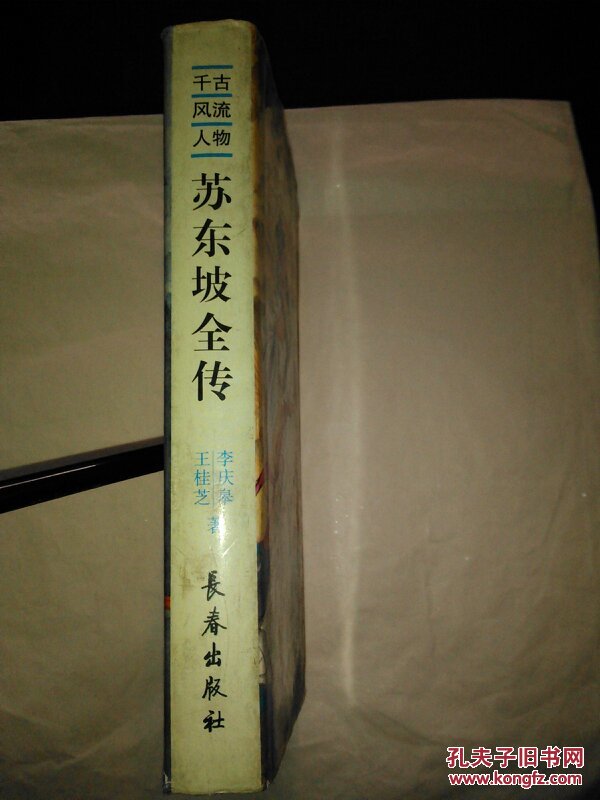 千古
风流
人物
苏东坡全传
李庆皋
王桂芝
著
長春出版社
孔夫子旧书网
www.kongfz.com